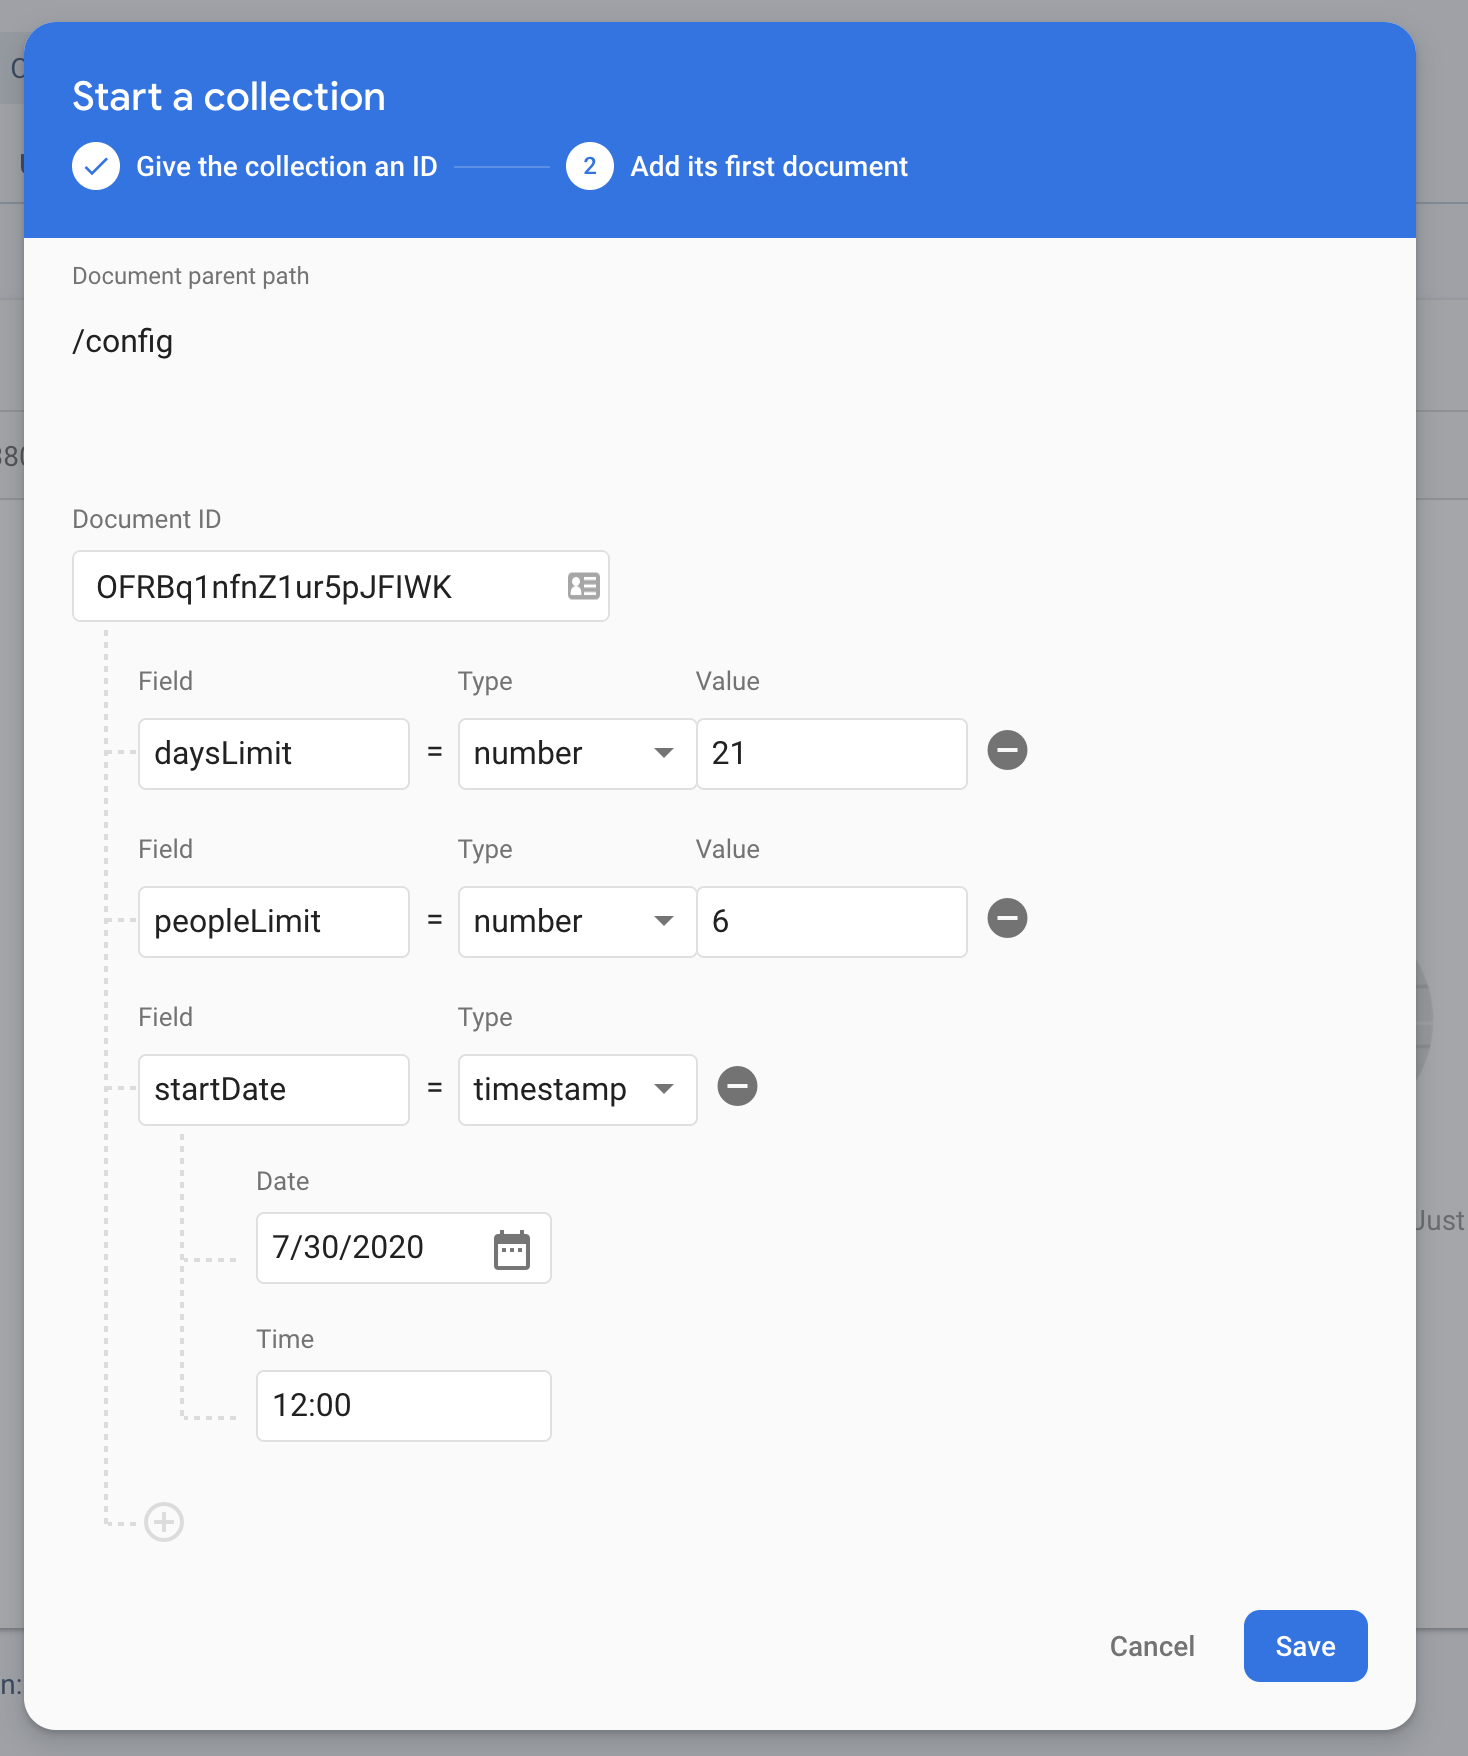 Start a collection
Give the collection an ID
2 Add its first document
Document parent path
/config
Document ID
OFRBq1nfnZ1ur5pJFIWK
Field Type Value
daysLimit = number 21
Field Type Value
peopleLimit = number 6
Field Type
startDate = timestamp
Date
7/30/2020
Time
12:00
Just
n:
Cancel Save